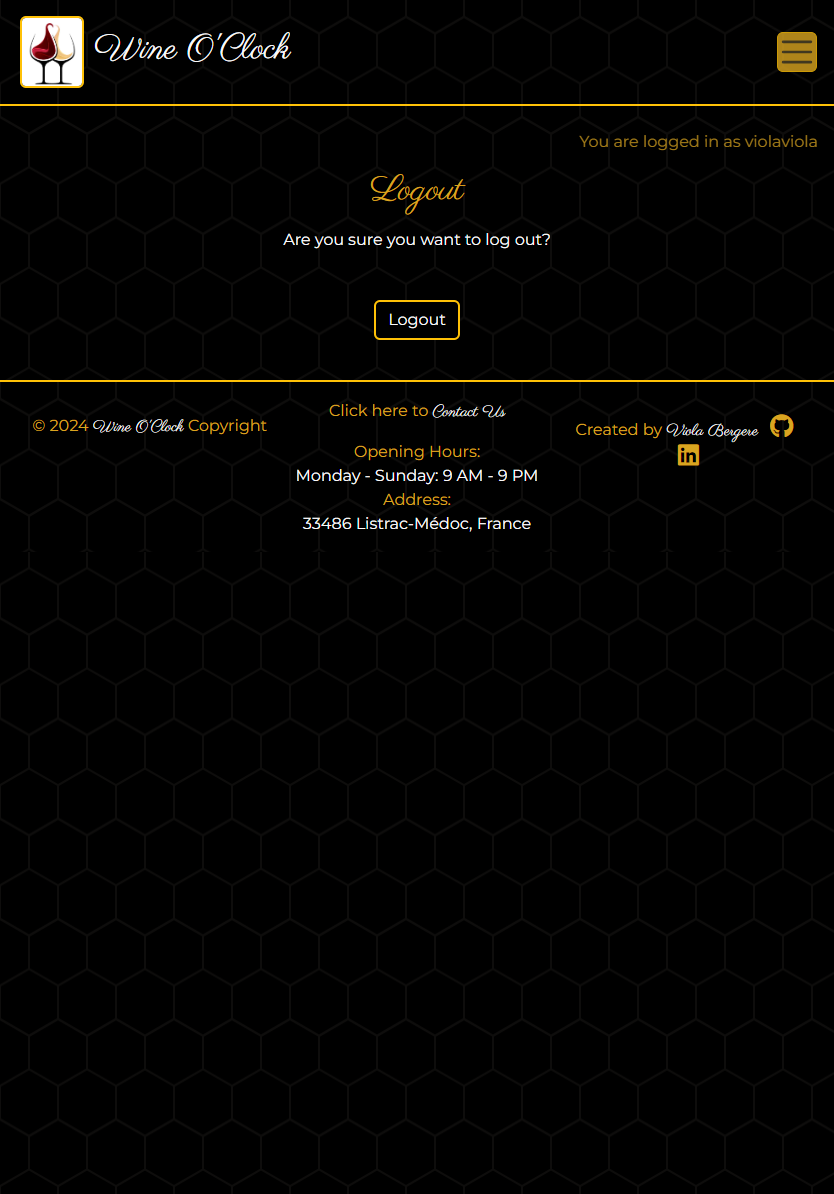 Wine O'Clock
You are logged in as violaviola
Logout
Are you sure you want to log out?
Logout
© 2024 Wine O'Clock Copyright
Click here to Contact Us
Opening Hours:
Monday - Sunday: 9 AM - 9 PM
Address:
33486 Listrac-Médoc, France
Created by Viola Bergere
in